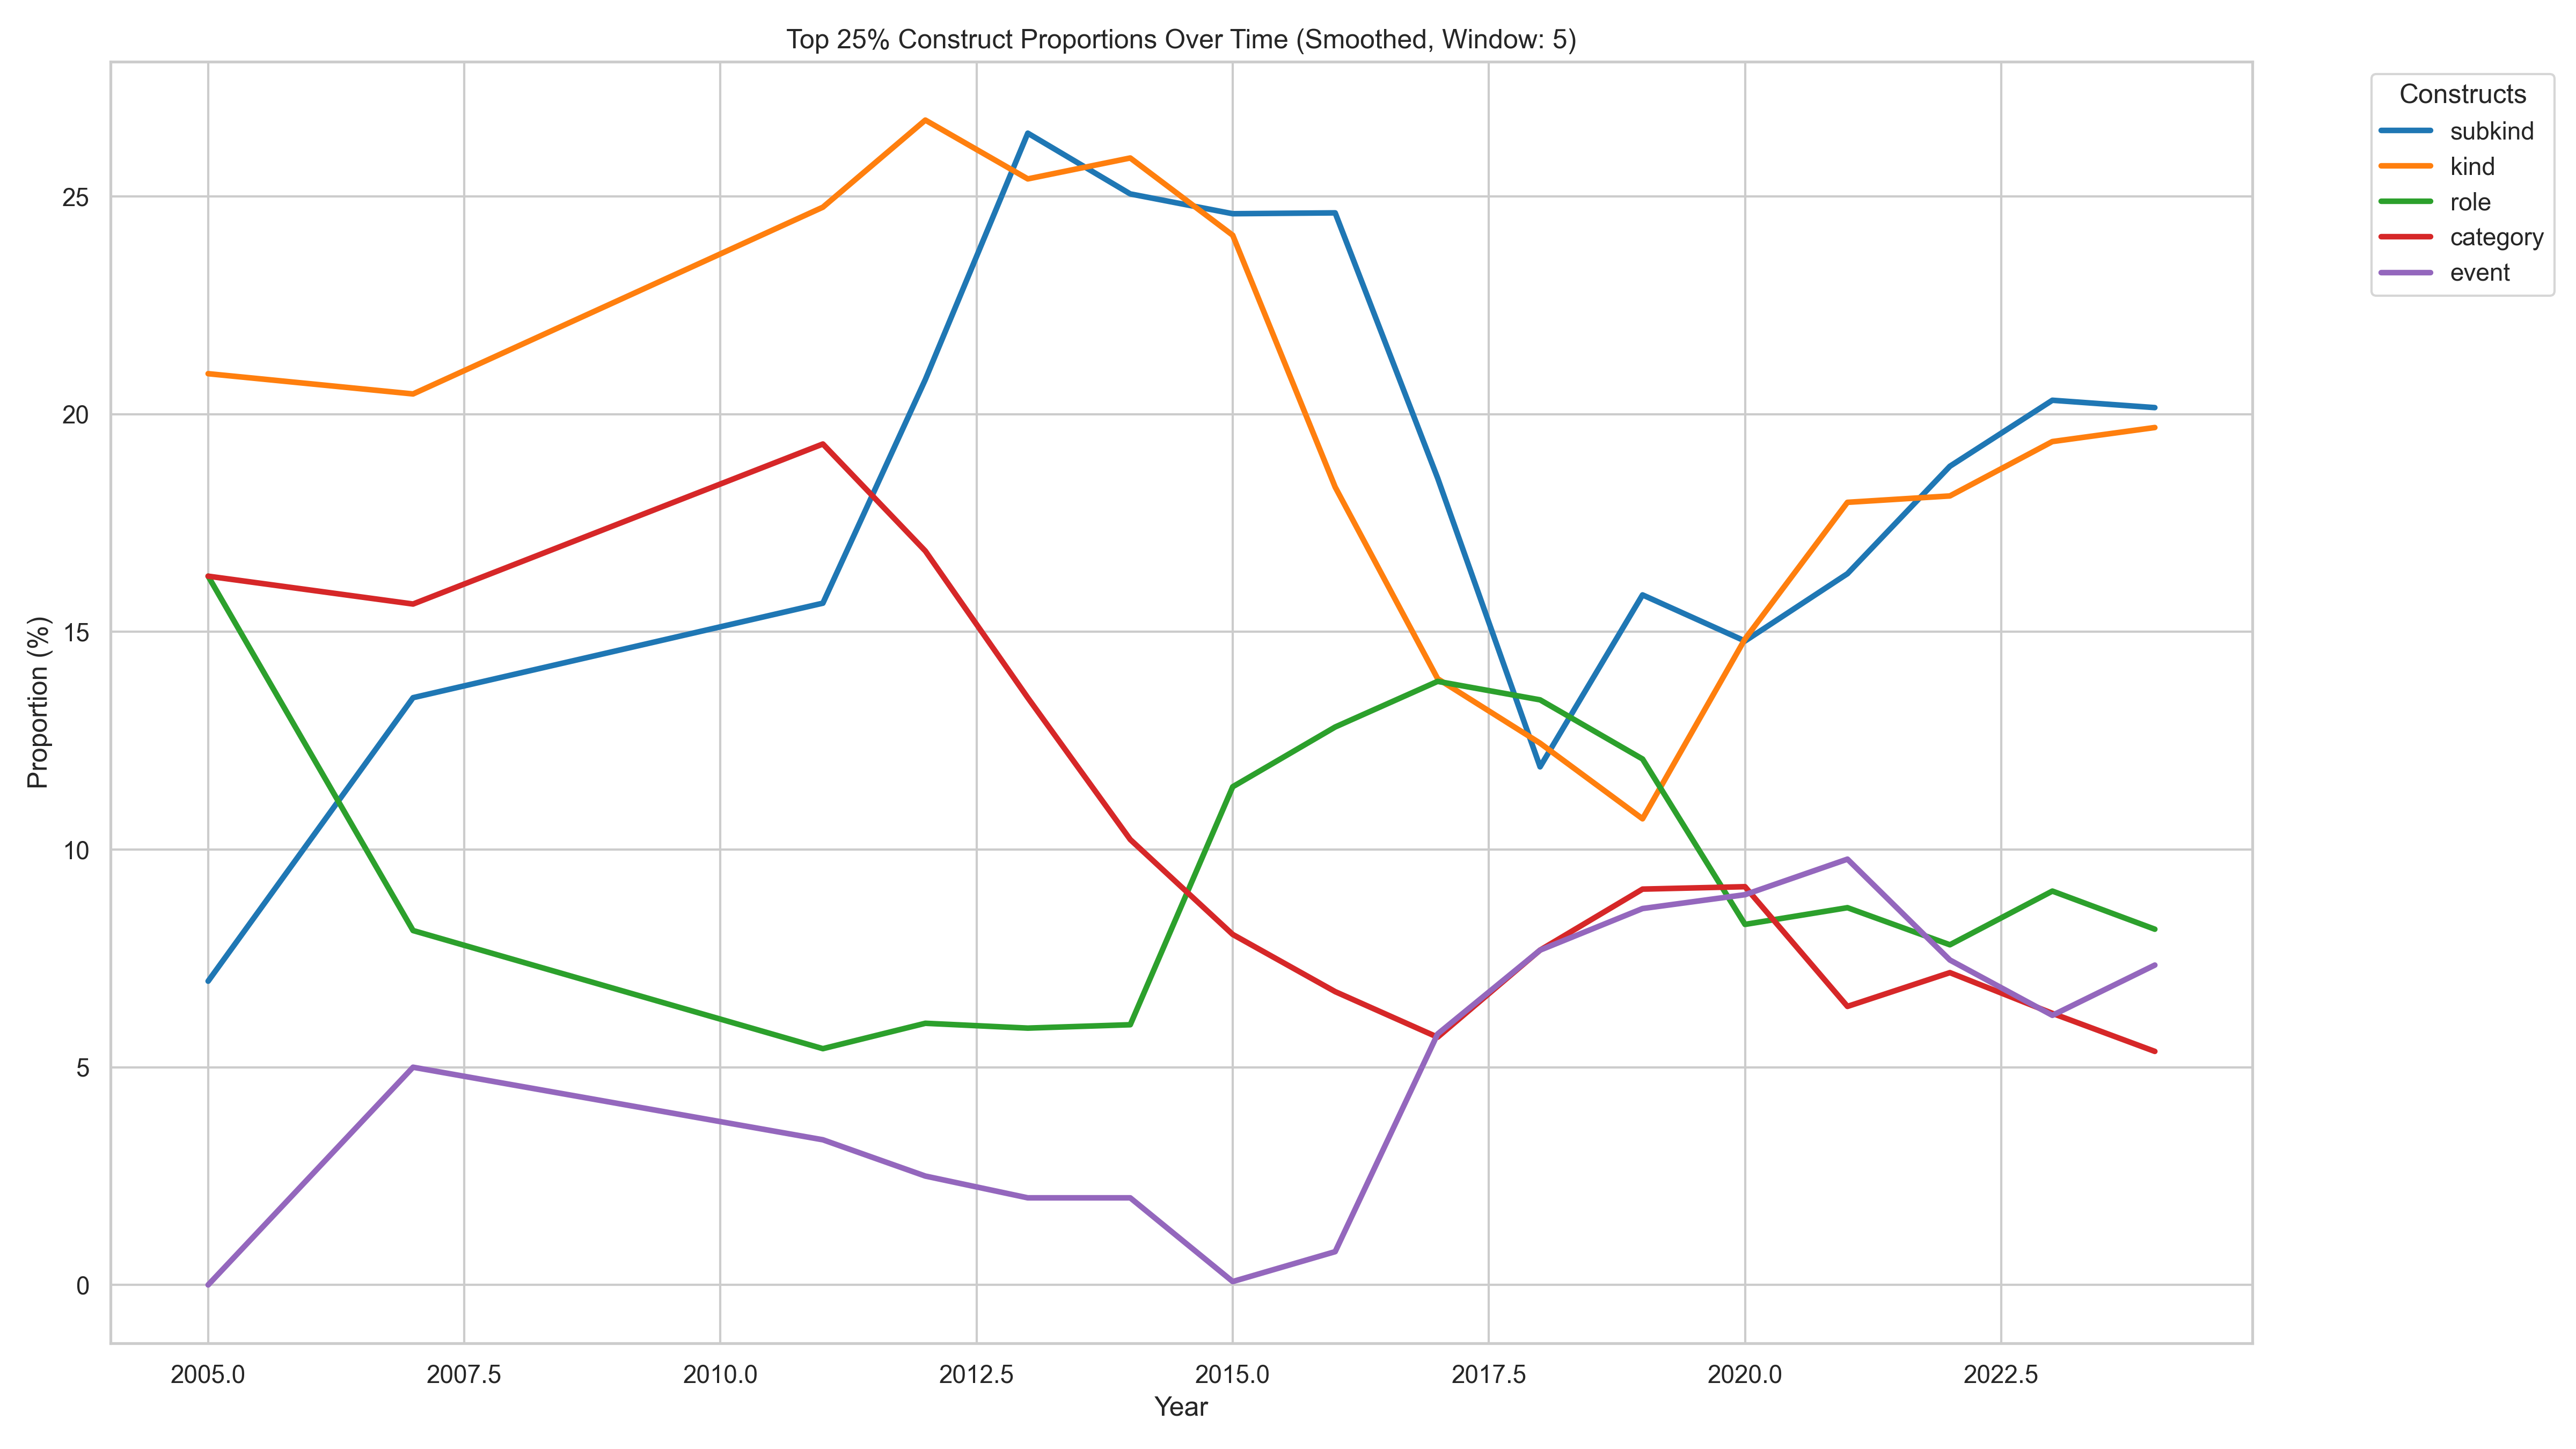 Top 25% Construct Proportions Over Time (Smoothed, Window: 5)
Constructs
subkind
kind
role
category
event
Proportion (%)
25
20
15
10
5
0
2005.0 2007.5 2010.0 2012.5 2015.0 2017.5 2020.0 2022.5
Year